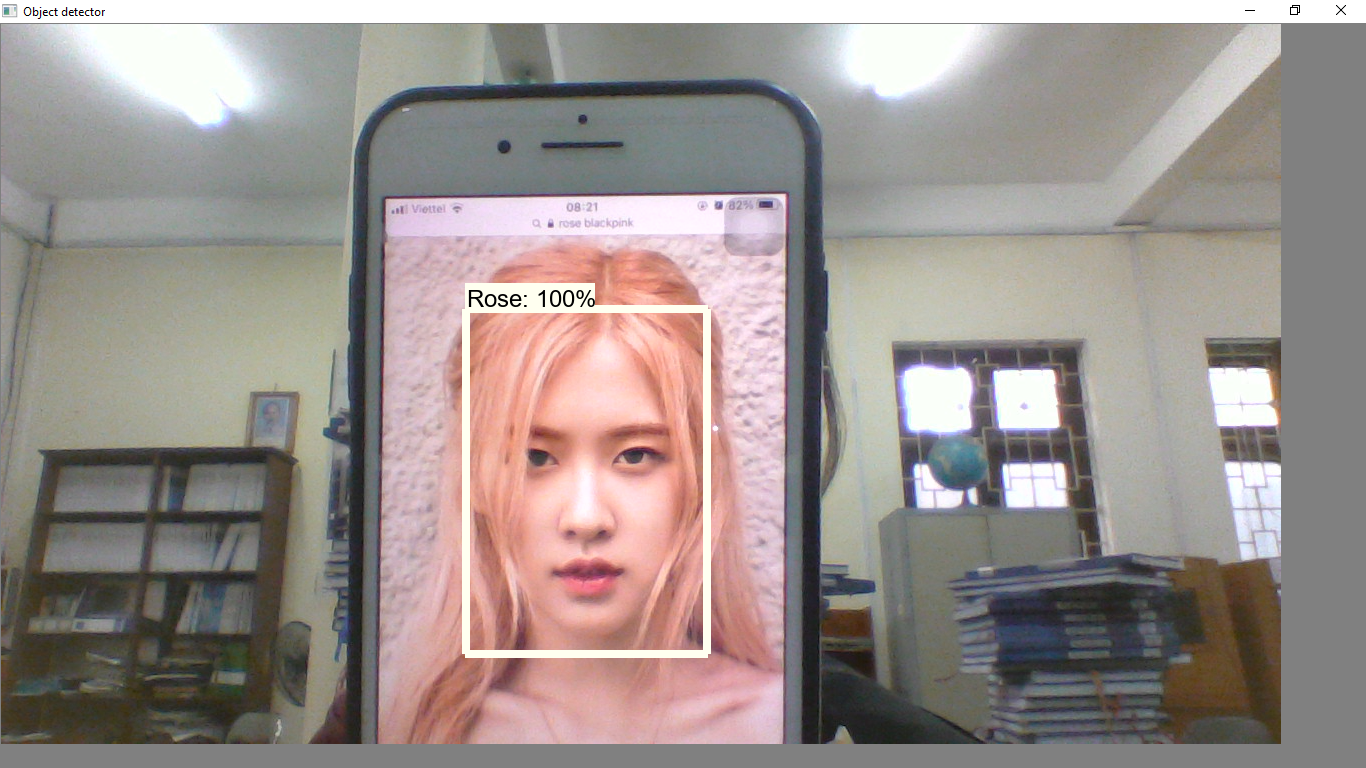 Object detector
Viettel 08:21 82%
rose blackpink
Rose: 100%